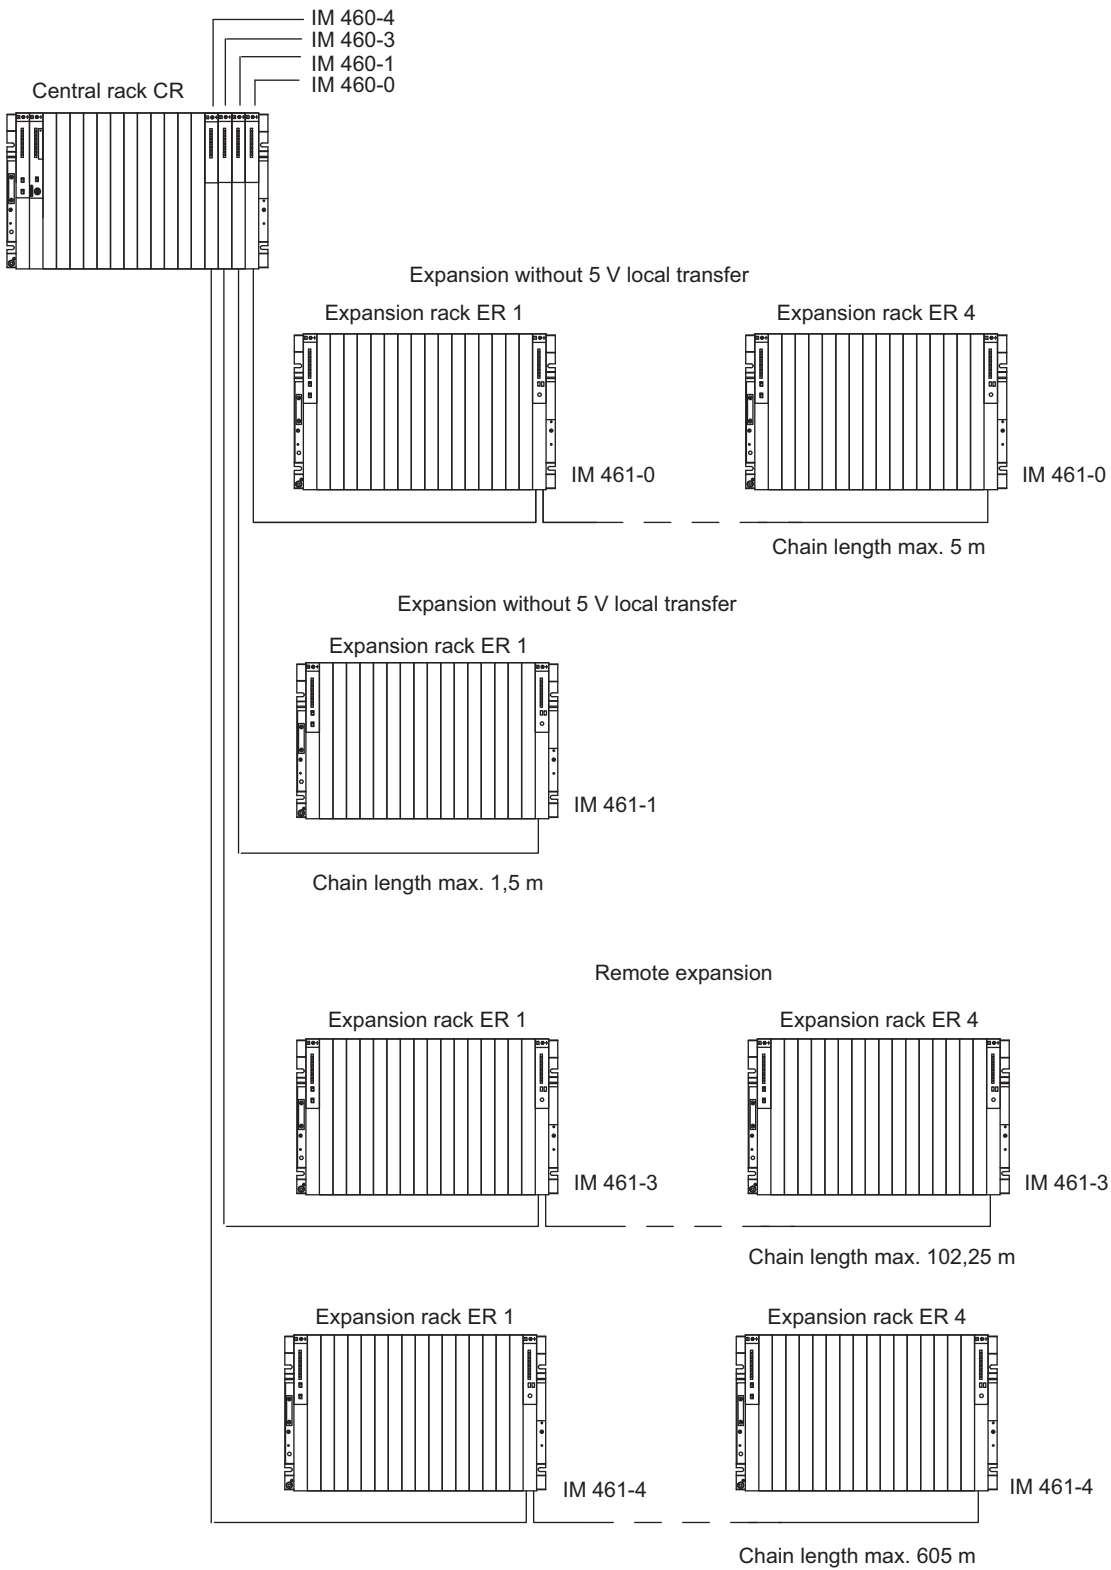 IM 460-4
IM 460-3
IM 460-1
IM 460-0
Central rack CR
Expansion without 5 V local transfer
Expansion rack ER 1
Expansion rack ER 4
IM 461-0
IM 461-0
Chain length max. 5 m
Expansion without 5 V local transfer
Expansion rack ER 1
IM 461-1
Chain length max. 1,5 m
Remote expansion
Expansion rack ER 1
Expansion rack ER 4
IM 461-3
IM 461-3
Chain length max. 102,25 m
Expansion rack ER 1
Expansion rack ER 4
IM 461-4
IM 461-4
Chain length max. 605 m